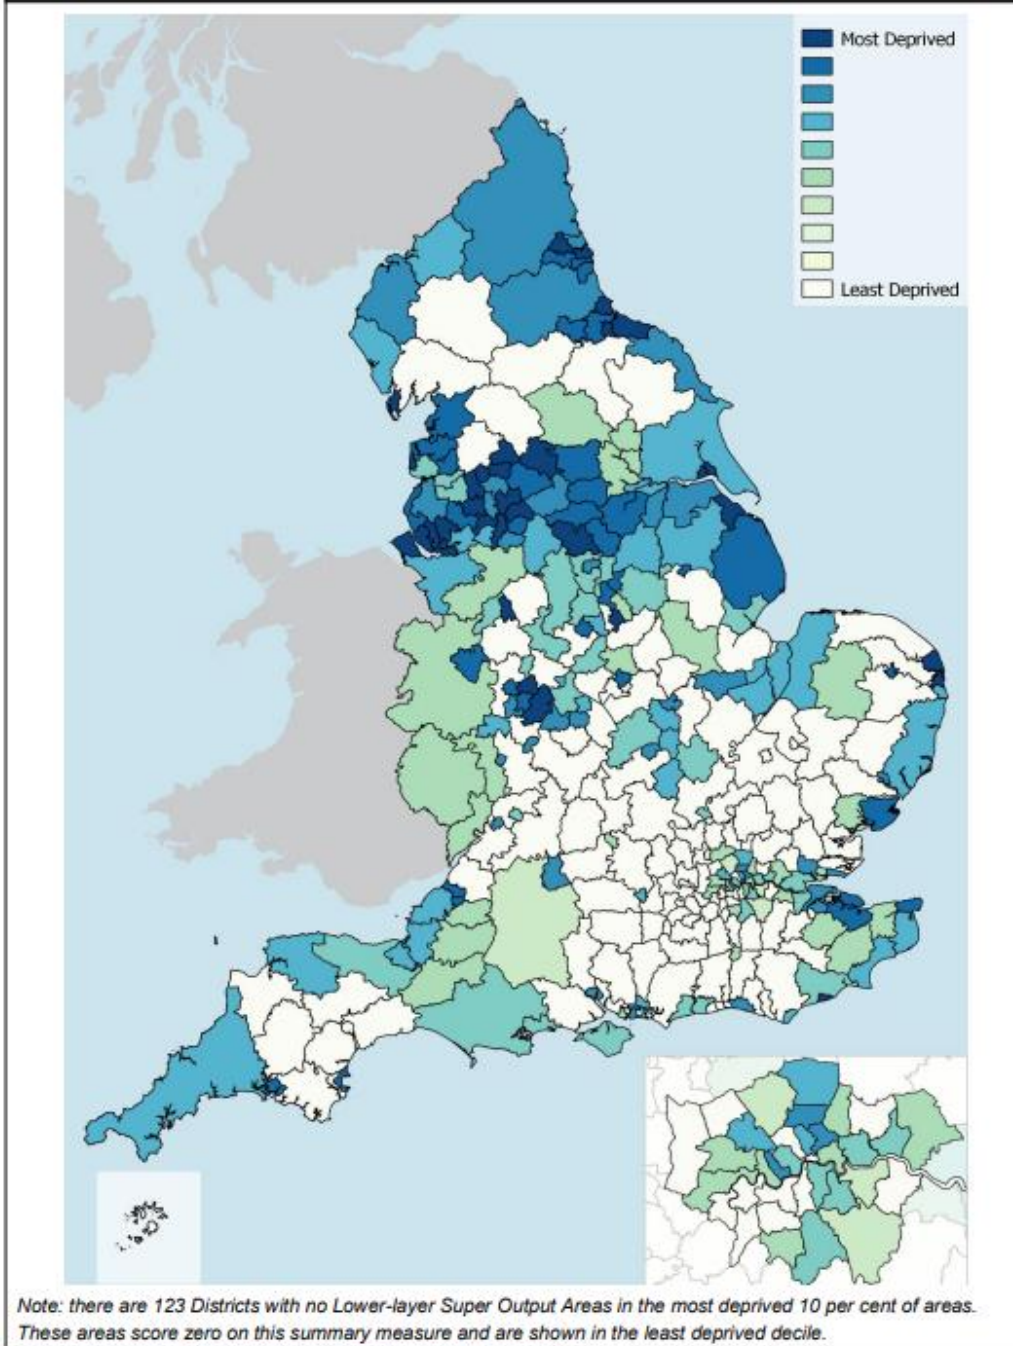 Most Deprived
Least Deprived
Note: there are 123 Districts with no Lower-layer Super Output Areas in the most deprived 10 per cent of areas.
These areas score zero on this summary measure and are shown in the least deprived decile.